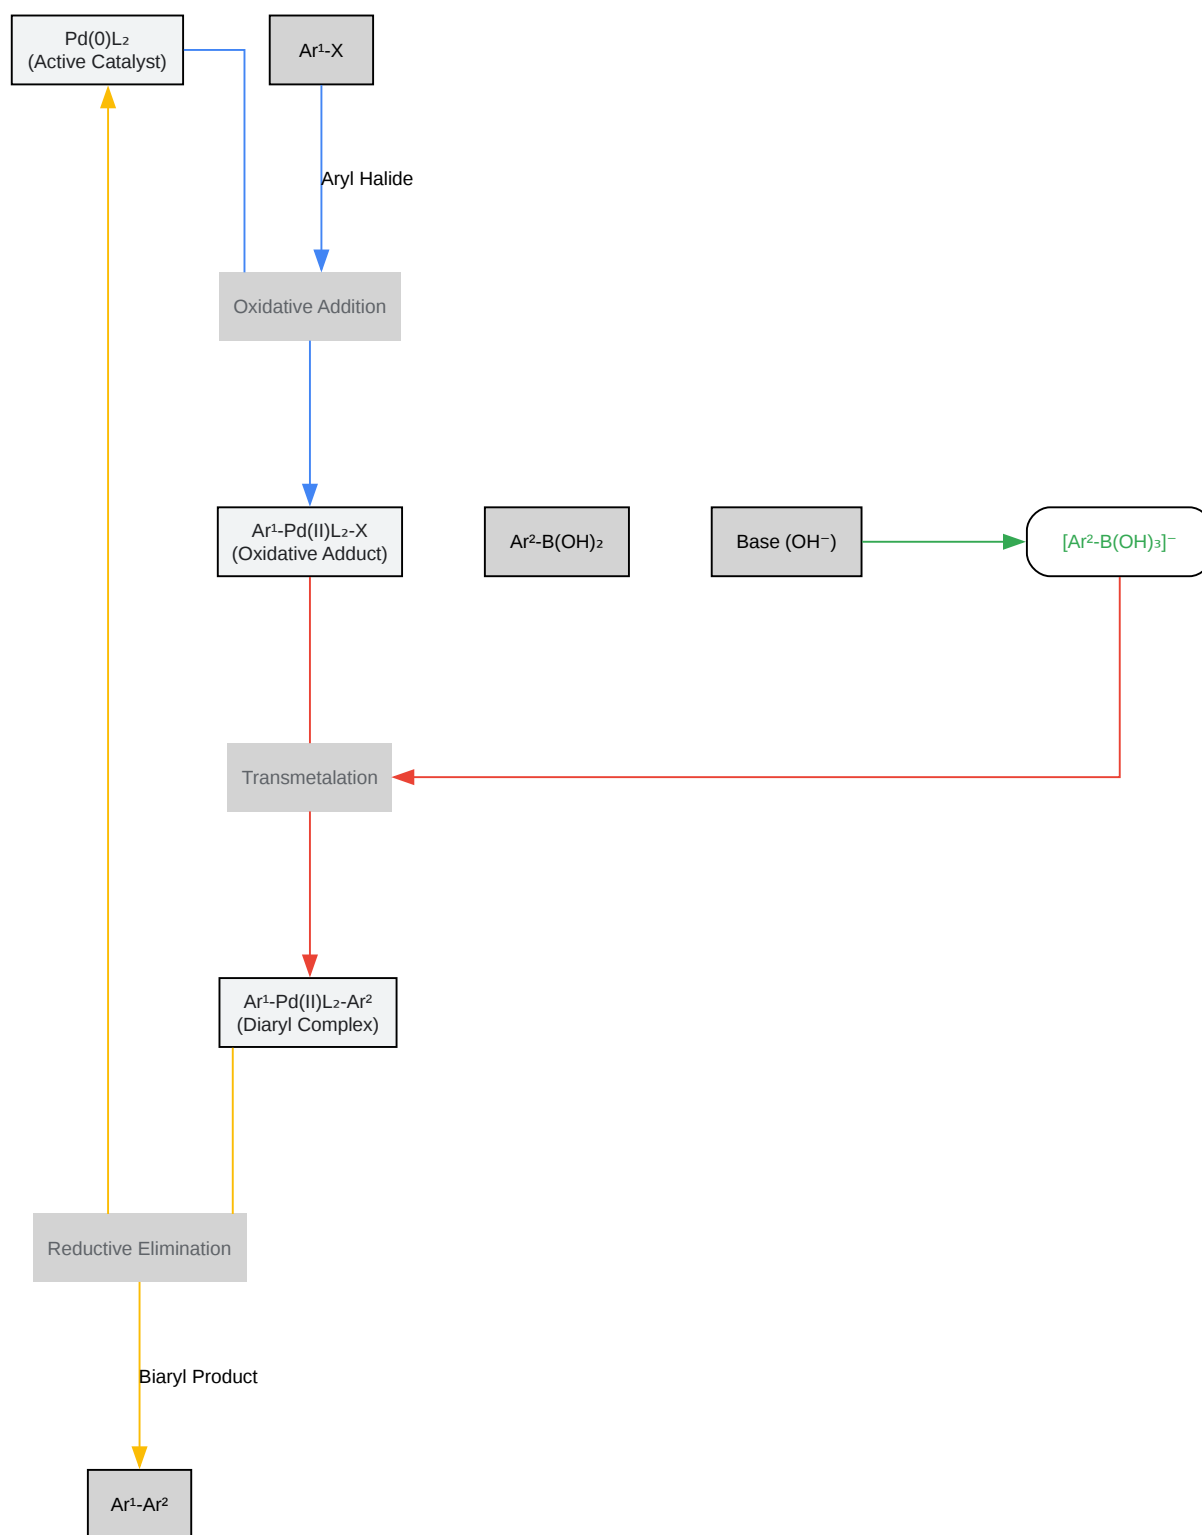 Pd(0)L₂
(Active Catalyst)
Ar¹-X
Aryl Halide
Oxidative Addition
Ar¹-Pd(II)L₂-X
(Oxidative Adduct)
Ar²-B(OH)₂
Base (OH⁻)
[Ar²-B(OH)₃]⁻
Transmetalation
Ar¹-Pd(II)L₂-Ar²
(Diaryl Complex)
Reductive Elimination
Biaryl Product
Ar¹-Ar²